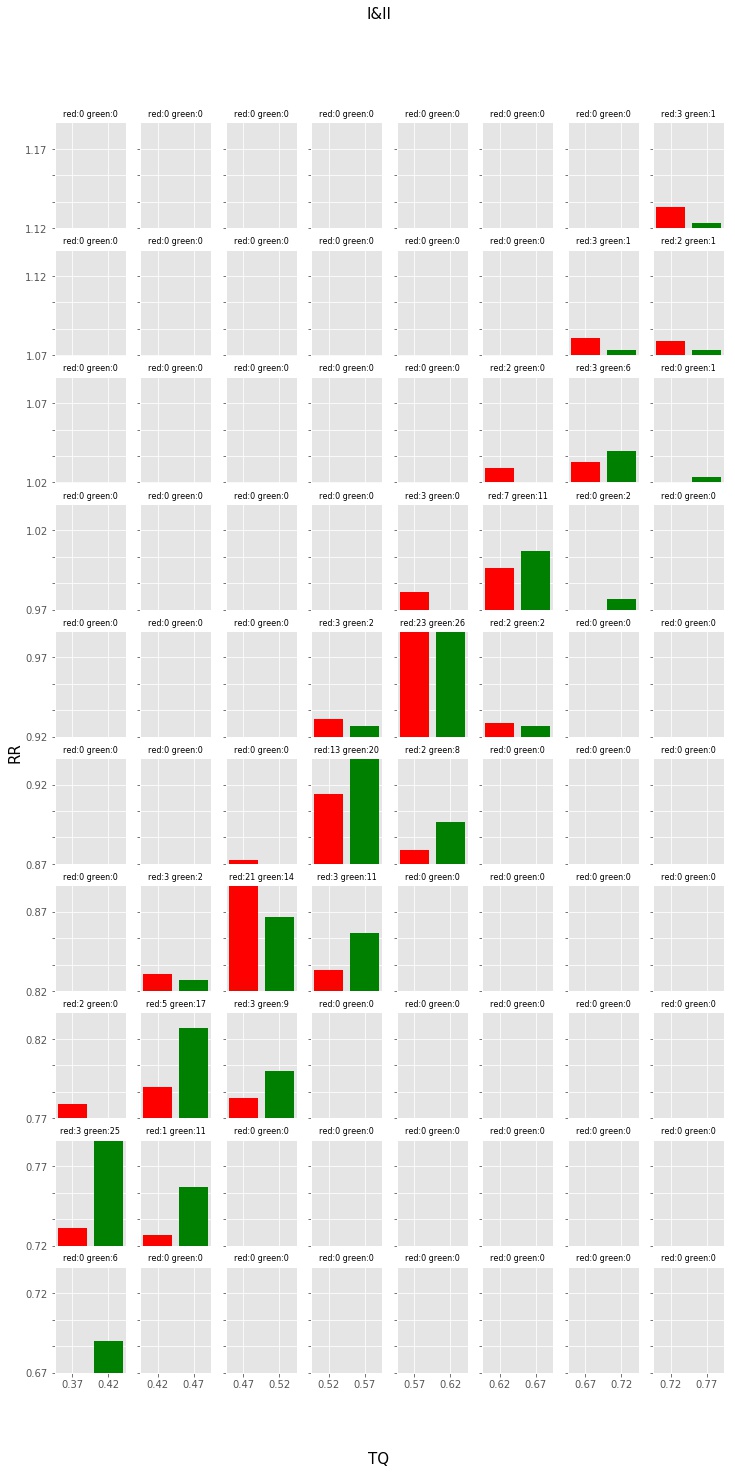 I&II
red:0 green:0 red:0 green:0 red:0 green:0 red:0 green:0 red:0 green:0 red:0 green:0 red:0 green:0 red:3 green:1
1.17
1.12
red:0 green:0 red:0 green:0 red:0 green:0 red:0 green:0 red:0 green:0 red:0 green:0 red:3 green:1 red:2 green:1
1.12
1.07
red:0 green:0 red:0 green:0 red:0 green:0 red:0 green:0 red:0 green:0 red:2 green:0 red:3 green:6 red:0 green:1
1.07
1.02
red:0 green:0 red:0 green:0 red:0 green:0 red:0 green:0 red:3 green:0 red:7 green:11 red:0 green:2 red:0 green:0
1.02
0.97
red:0 green:0 red:0 green:0 red:0 green:0 red:3 green:2 red:23 green:26 red:2 green:2 red:0 green:0 red:0 green:0
0.97
0.92
RR
red:0 green:0 red:0 green:0 red:0 green:0 red:13 green:20 red:2 green:8 red:0 green:0 red:0 green:0 red:0 green:0
0.92
0.87
red:0 green:0 red:3 green:2 red:21 green:14 red:3 green:11 red:0 green:0 red:0 green:0 red:0 green:0 red:0 green:0
0.87
0.82
red:2 green:0 red:5 green:17 red:3 green:9 red:0 green:0 red:0 green:0 red:0 green:0 red:0 green:0 red:0 green:0
0.82
0.77
red:3 green:25 red:1 green:11 red:0 green:0 red:0 green:0 red:0 green:0 red:0 green:0 red:0 green:0 red:0 green:0
0.77
0.72
red:0 green:6 red:0 green:0 red:0 green:0 red:0 green:0 red:0 green:0 red:0 green:0 red:0 green:0 red:0 green:0
0.72
0.67
0.37 0.42 0.42 0.47 0.47 0.52 0.52 0.57 0.57 0.62 0.62 0.67 0.67 0.72 0.72 0.77
TQ